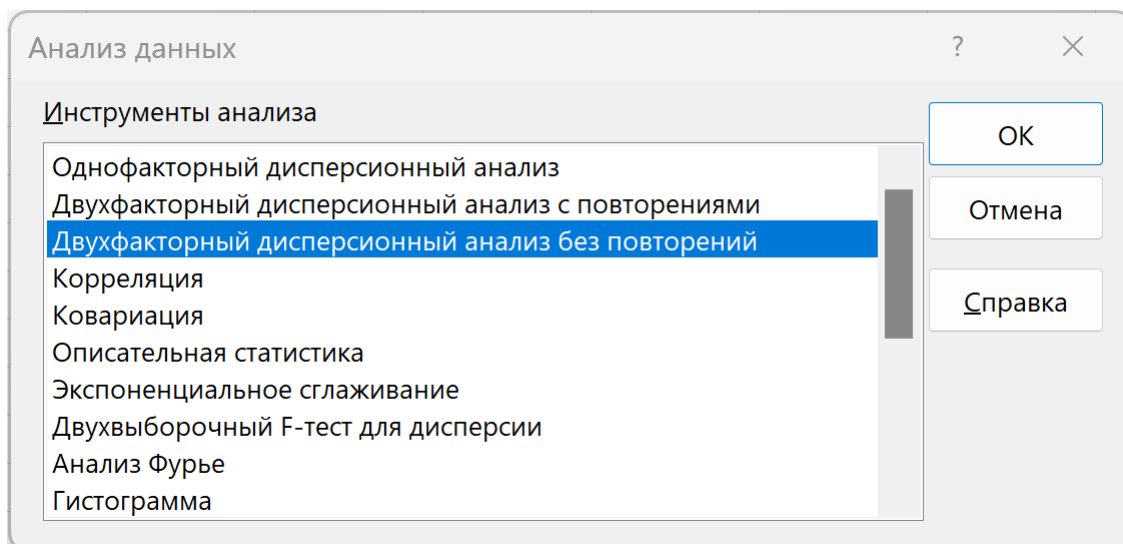 Анализ данных ?
Инструменты анализа
Однофакторный дисперсионный анализ
Двухфакторный дисперсионный анализ с повторениями
Двухфакторный дисперсионный анализ без повторений
Корреляция
Ковариация
Описательная статистика
Экспоненциальное сглаживание
Двухвыборочный F-тест для дисперсии
Анализ Фурье
Гистограмма
ОК
Отмена
Справка